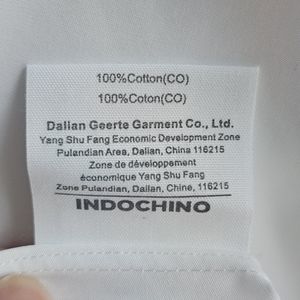 100%Cotton(CO)
100%Coton(CO)
Dalian Geerte Garment Co., Ltd.
Yang Shu Fang Economic Development Zone
Pulandian Area, Dalian, China 116215
Zone de développement
économique Yang Shu Fang
Zone Pulandian, Dalian, Chine, 116215
INDOCHINO